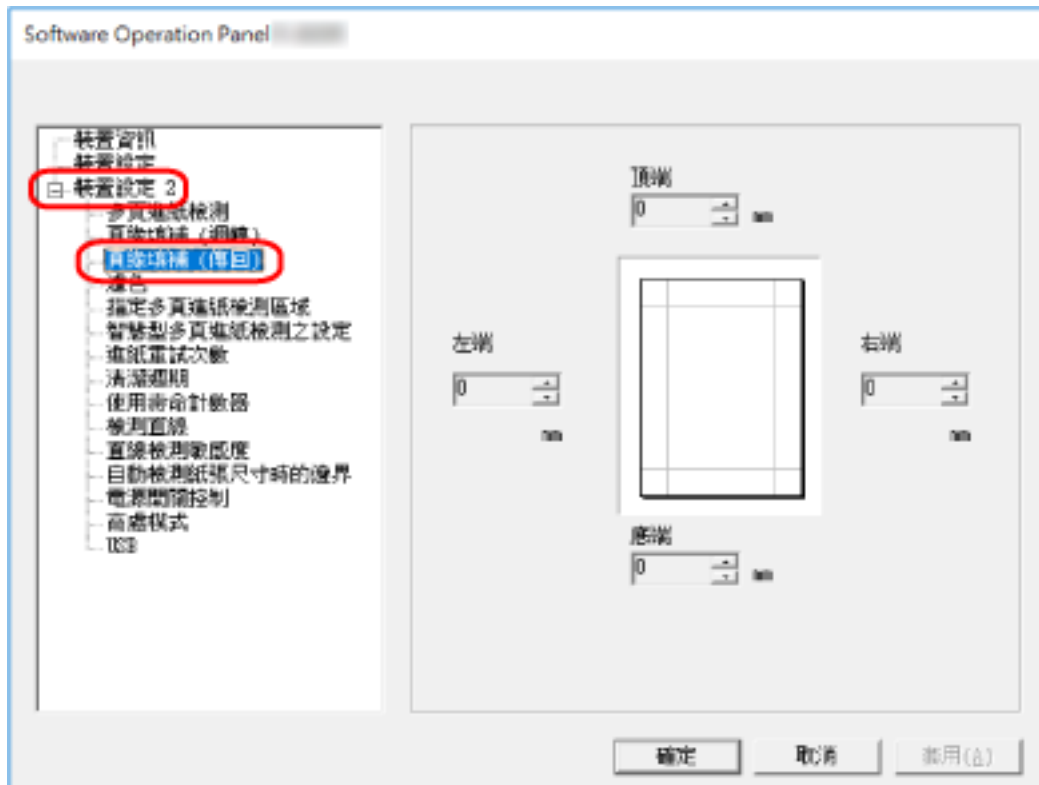 Software Operation Panel
裝置資訊
裝置設定
裝置設定 2
多頁進紙檢測
頁緣填補 (迴轉)
頁緣填補 (傳回)
濾色
指定多頁進紙檢測區域
智慧型多頁進紙檢測之設定
進紙重試次數
清潔週期
使用壽命計數器
檢測直線
直線檢測敏感度
自動檢測紙張尺寸時的邊界
電源開關控制
高處模式
USB
頂端
0 mm
左端
0
mm
右端
0
mm
底端
0 mm
確定 取消 套用(A)